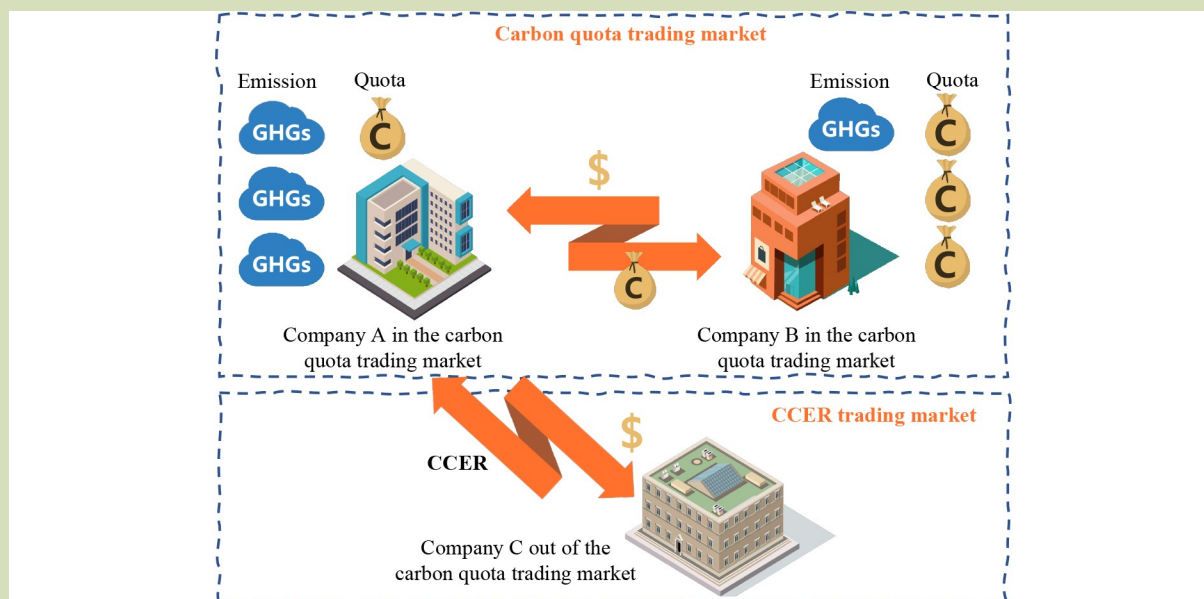 Carbon quota trading market
Emission
Quota
GHGs
C
GHGs
GHGs
Emission
Quota
GHGs
C
C
C
$
C
Company A in the carbon
quota trading market
Company B in the carbon
quota trading market
CCER trading market
$
CCER
Company C out of the
carbon quota trading market